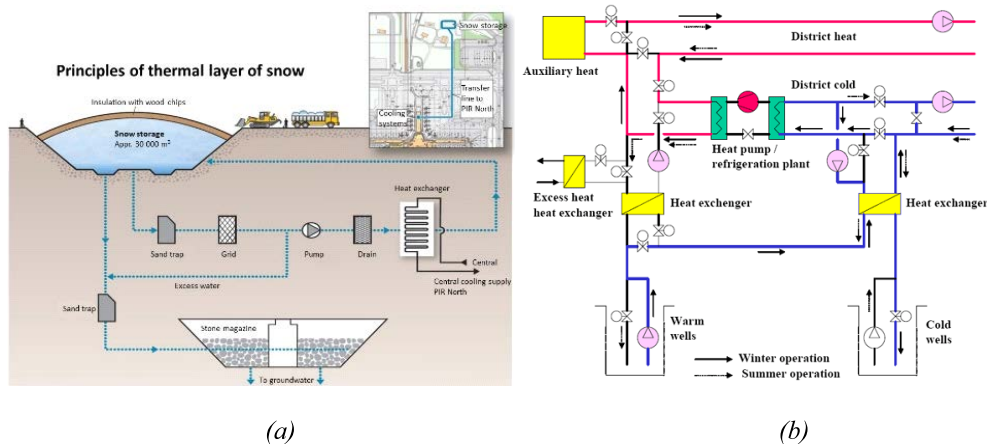 Principles of thermal layer of snow
Insulation with wood chips
Snow storage
Appr. 30 000 m³
Snow storage
Transfer
line to
PIR North
Cooling
systems
Heat exchanger
Sand trap
Grid
Pump
Drain
Central
Central cooling supply
PIR North
Excess water
Sand trap
Stone magazine
To groundwater
(a)
Auxiliary heat
District heat
District cold
Heat pump /
refrigeration plant
Excess heat
heat exchanger
Heat exchenger
Heat exchanger
Warm
wells
Cold
wells
Winter operation
Summer operation
(b)